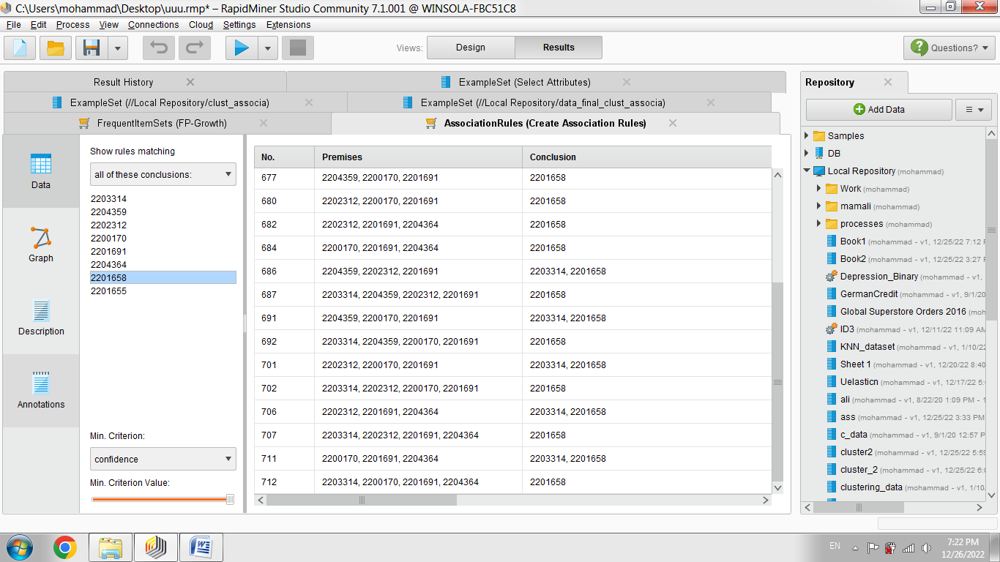 C:\Users\mohammad\Desktop\uuu.rmp* – RapidMiner Studio Community 7.1.001 @ WINSOLA-FBC51C8
File Edit Process View Connections Cloud Settings Extensions
Views: Design Results Questions?
Result History ExampleSet (Select Attributes)
ExampleSet (///Local Repository/clust_associa) ExampleSet (///Local Repository/data_final_clust_associa)
FrequentItemSets (FP-Growth) AssociationRules (Create Association Rules)
Data
Graph
Description
Annotations
Show rules matching
all of these conclusions:
2203314
2204359
2202312
2200170
2201691
2204364
2201658
2201655
Min. Criterion:
confidence
Min. Criterion Value:
No. Premises Conclusion
677 2204359, 2200170, 2201691 2201658
680 2202312, 2200170, 2201691 2201658
682 2202312, 2201691, 2204364 2201658
684 2200170, 2201691, 2204364 2201658
686 2204359, 2202312, 2201691 2203314, 2201658
687 2203314, 2204359, 2202312, 2201691 2201658
691 2204359, 2200170, 2201691 2203314, 2201658
692 2203314, 2204359, 2200170, 2201691 2201658
701 2202312, 2200170, 2201691 2203314, 2201658
702 2203314, 2202312, 2200170, 2201691 2201658
706 2202312, 2201691, 2204364 2203314, 2201658
707 2203314, 2202312, 2201691, 2204364 2201658
711 2200170, 2201691, 2204364 2203314, 2201658
712 2203314, 2200170, 2201691, 2204364 2201658
Repository
Add Data
Samples
DB
Local Repository (mohammad)
Work (mohammad)
mamali (mohammad)
processes (mohammad)
Book1 (mohammad - v1, 12/25/22 7:12 P
Book2 (mohammad - v1, 12/25/22 3:27 P
Depression_Binary (mohammad - v1,
GermanCredit (mohammad - v1, 9/1/20
Global Superstore Orders 2016 (moh
ID3 (mohammad - v1, 12/11/22 11:09 AM
KNN_dataset (mohammad - v1, 1/10/22
Sheet 1 (mohammad - v1, 12/20/22 8:40
Uelasticn (mohammad - v1, 12/17/22 5:
ali (mohammad - v1, 8/22/20 1:09 PM - 1
ass (mohammad - v1, 12/25/22 3:33 PM
c_data (mohammad - v1, 9/1/20 12:57 P
cluster2 (mohammad - v1, 12/25/22 5:59
cluster_2 (mohammad - v1, 12/25/22 6:
clustering_data (mohammad - v1, 1/10/
EN
7:22 PM
12/26/2022